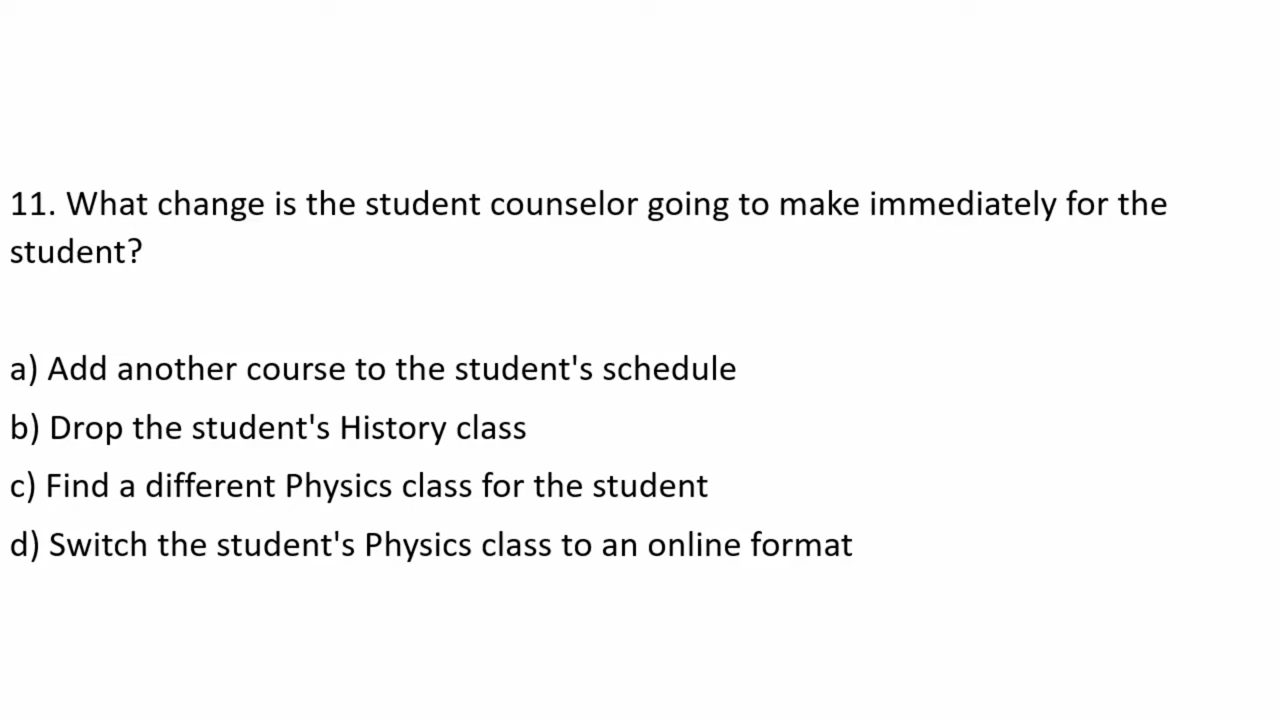 11. What change is the student counselor going to make immediately for the
student?
a) Add another course to the student's schedule
b) Drop the student's History class
c) Find a different Physics class for the student
d) Switch the student's Physics class to an online format